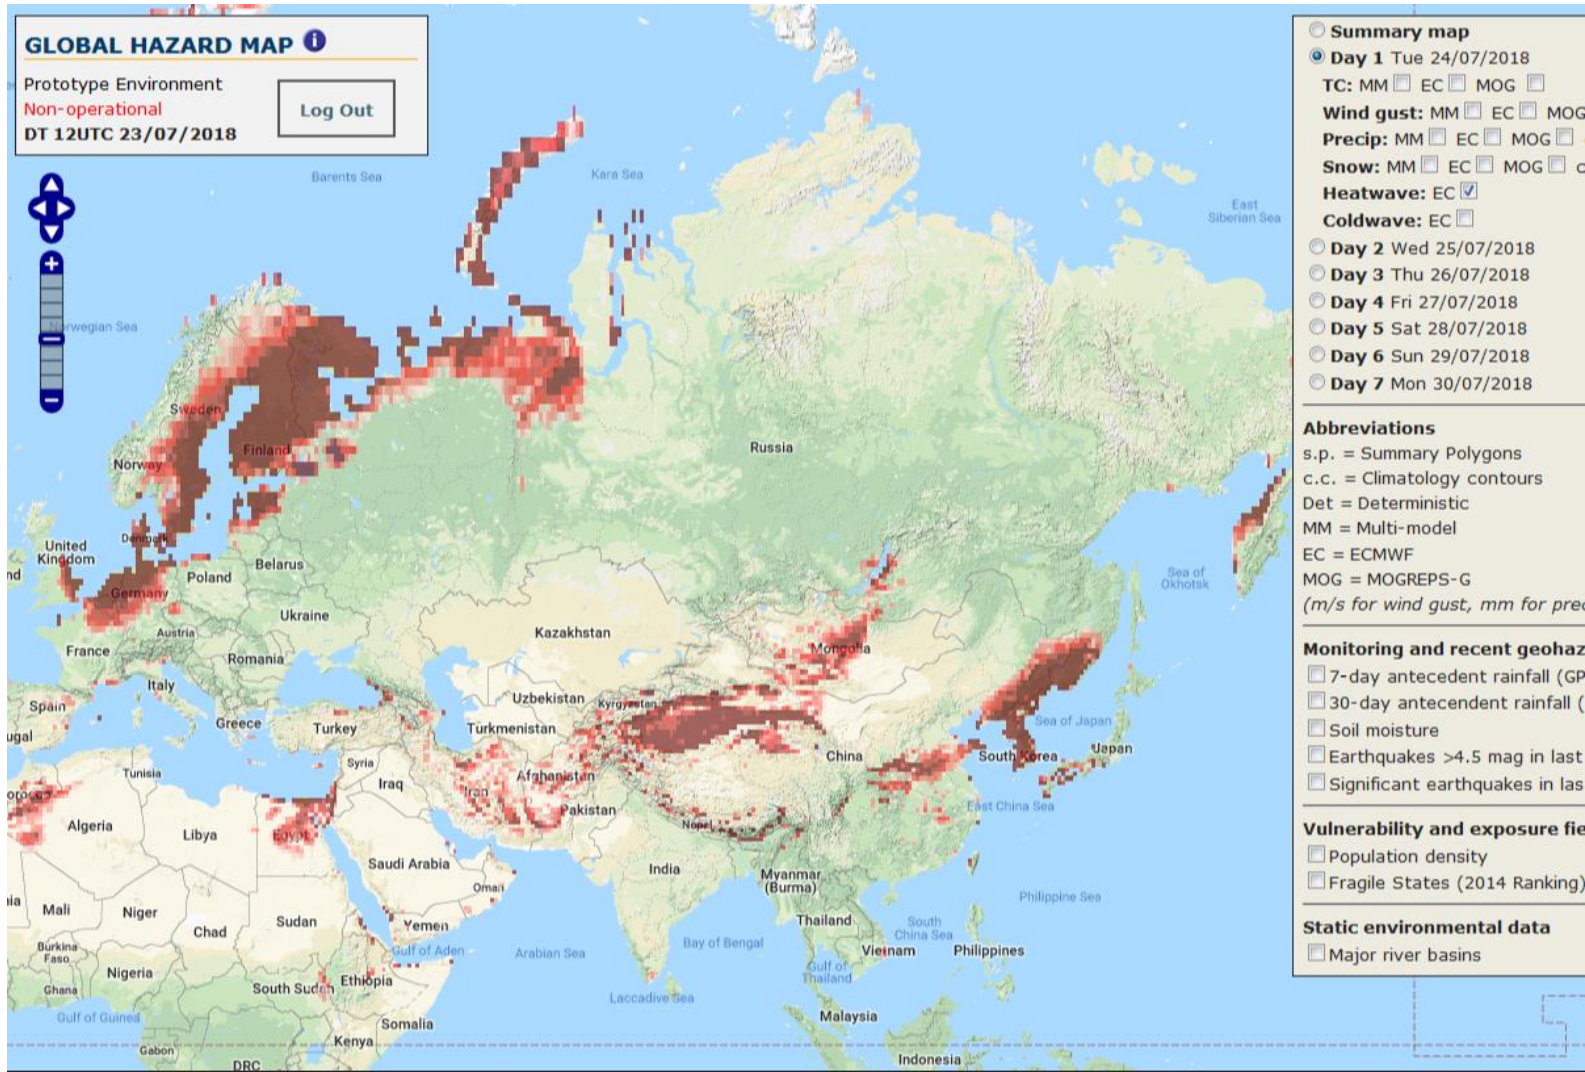 GLOBAL HAZARD MAP i
Prototype Environment
Non-operational
DT 12UTC 23/07/2018
Log Out
Summary map
Day 1 Tue 24/07/2018
TC: MM EC MOG
Wind gust: MM EC MOG
Precip: MM EC MOG
Snow: MM EC MOG
Heatwave: EC
Coldwave: EC
Day 2 Wed 25/07/2018
Day 3 Thu 26/07/2018
Day 4 Fri 27/07/2018
Day 5 Sat 28/07/2018
Day 6 Sun 29/07/2018
Day 7 Mon 30/07/2018
Abbreviations
s.p. = Summary Polygons
c.c. = Climatology contours
Det = Deterministic
MM = Multi-model
EC = ECMWF
MOG = MOGREPS-G
(m/s for wind gust, mm for prec
Monitoring and recent geohaz
7-day antecedent rainfall (GP
30-day antecendent rainfall (
Soil moisture
Earthquakes >4.5 mag in last
Significant earthquakes in las
Vulnerability and exposure fie
Population density
Fragile States (2014 Ranking)
Static environmental data
Major river basins
Barents Sea
Kara Sea
East
Siberian Sea
Norwegian Sea
Sweden
Finland
Norway
Russia
United
Kingdom
Denmark
Belarus
Poland
Germany
Ukraine
Sea of
Okhotsk
Austria
France
Romania
Kazakhstan
Mongolia
Italy
Spain
Uzbekistan
Kyrgyzstan
Greece
Turkey
Turkmenistan
Sea of Japan
Japan
South Korea
China
Tunisia
Syria
Iraq
Iran
Afghanistan
Pakistan
East China Sea
Algeria
Libya
Egypt
Nepal
Saudi Arabia
India
Myanmar
(Burma)
Oman
Philippine Sea
Mali
Niger
Chad
Sudan
Yemen
Gulf of Aden
Arabian Sea
Bay of Bengal
Thailand
South
China Sea
Vietnam
Philippines
Burkina
Faso
Nigeria
Ghana
South Sudan
Ethiopia
Gulf of
Thailand
Laccadive Sea
Gulf of Guinea
Somalia
Malaysia
Gabon
Kenya
DRC
Indonesia